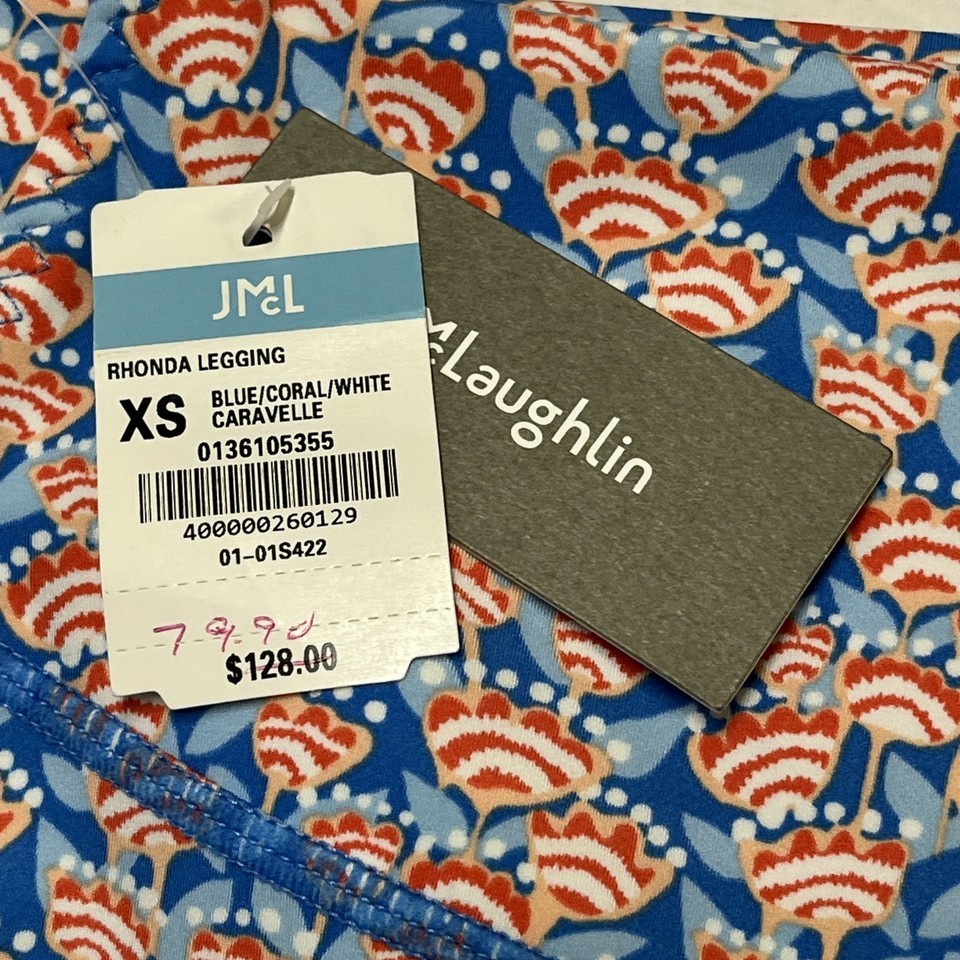 JMcL
RHONDA LEGGING
XS
BLUE/CORAL/WHITE
CARAVELLE
0136105355
400000260129
01-01S422
79.90
$128.00
McLaughlin